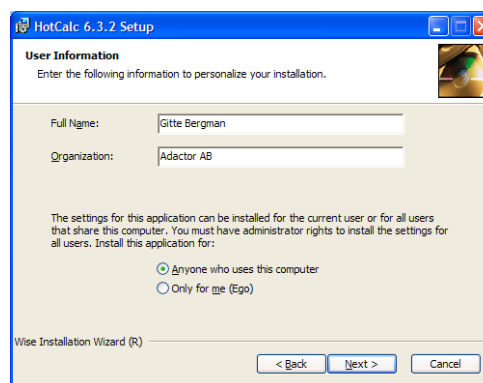 HotCalc 6.3.2 Setup
User Information
Enter the following information to personalize your installation.
Full Name: Gitte Bergman
Organization: Adactor AB
The settings for this application can be installed for the current user or for all users
that share this computer. You must have administrator rights to install the settings for
all users. Install this application for:
Anyone who uses this computer
Only for me (Ego)
Wise Installation Wizard (R)
< Back Next > Cancel